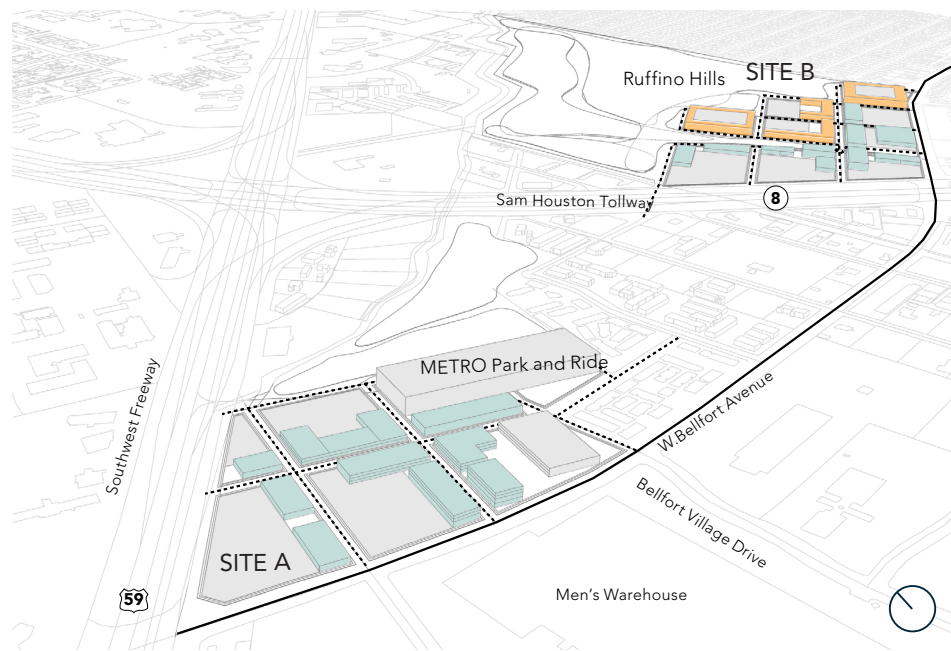 SITE B
Ruffino Hills
Sam Houston Tollway
8
METRO Park and Ride
Southwest Freeway
W.Bellfort Avenue
Bellfort Village Drive
SITE A
59
Men's Warehouse